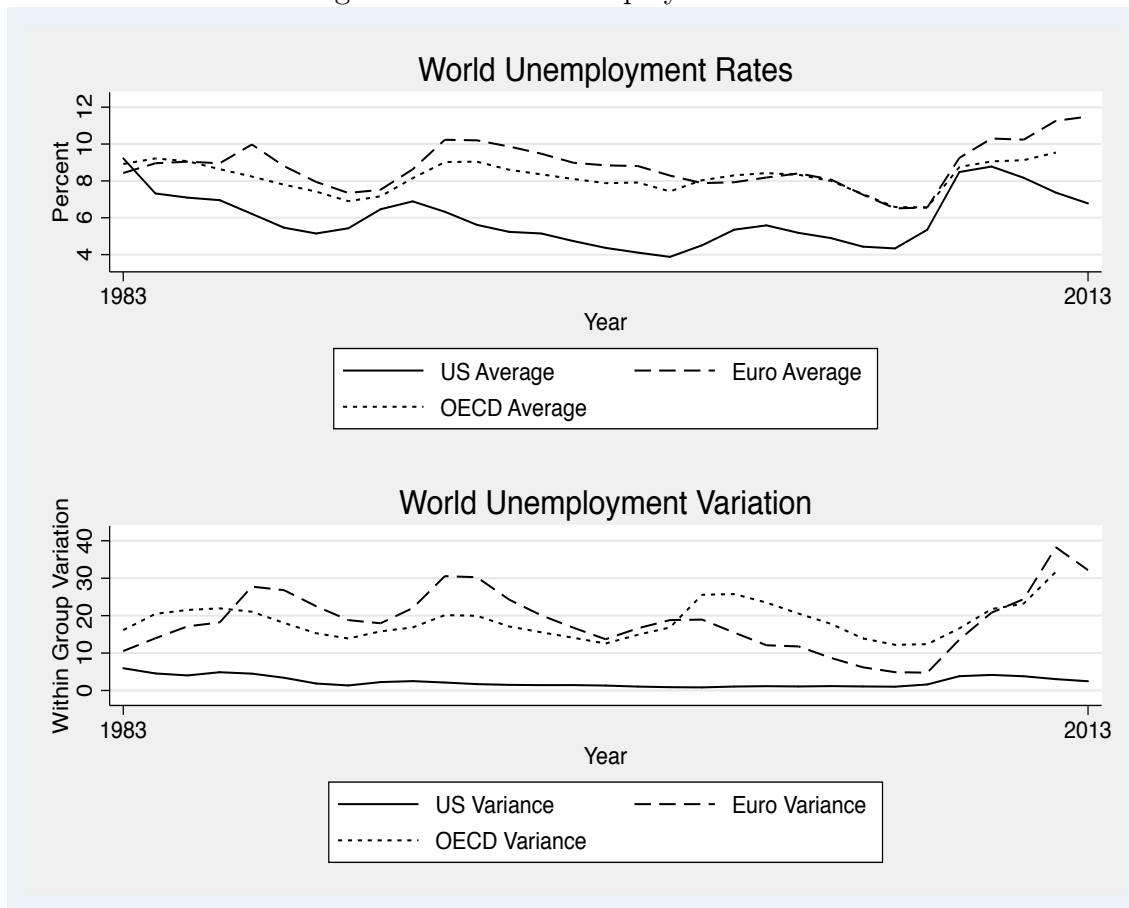 World Unemployment Rates
Percent
12
10
8
6
4
1983
2013
Year
US Average
Euro Average
OECD Average
World Unemployment Variation
Within Group Variation
40
30
20
10
0
1983
2013
Year
US Variance
Euro Variance
OECD Variance